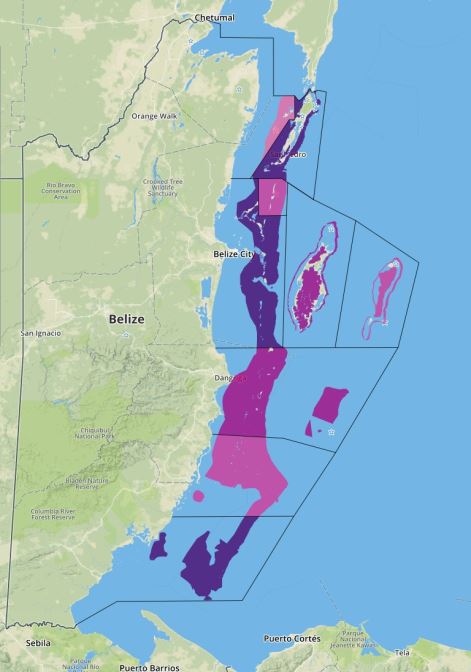 Chetumal
Orange Walk
San Pedro
Rio Bravo
Conservation
Area
Crooked Tree
Wildlife
Sanctuary
Belize City
Belize
San Ignacio
Dangriga
Chiquibul
National Park
Bladen Nature
Reserve
Columbia River
Forest Reserve
Sebila
Puerto Cortés
Parque
Nacional
Jeanette Kawas
Tela
Parque
Nacional Río
Puerto Barrios